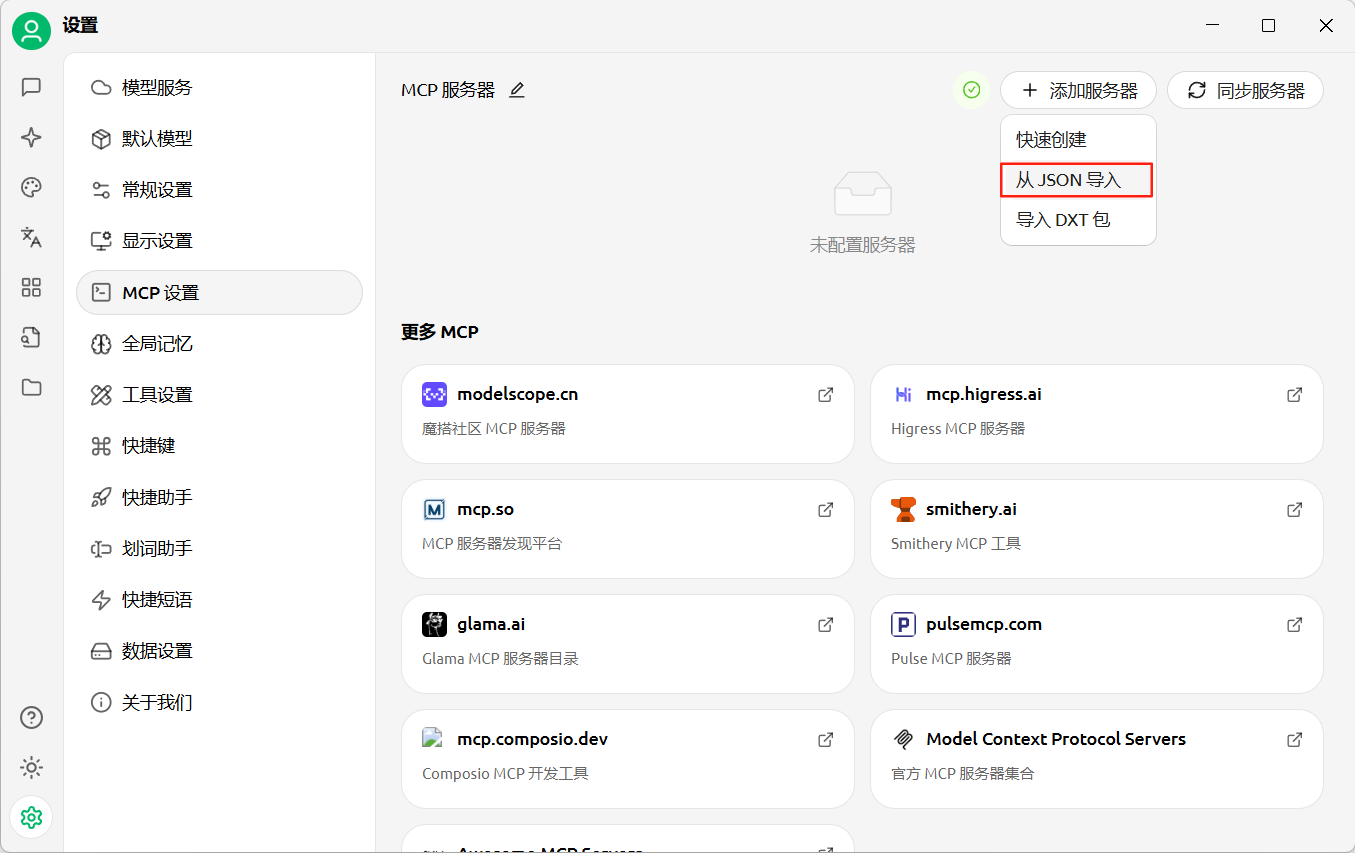 设置
模型服务
默认模型
常规设置
显示设置
MCP 设置
全局记忆
工具设置
快捷键
快捷助手
划词助手
快捷短语
数据设置
关于我们
MCP 服务器
添加服务器
同步服务器
快速创建
从 JSON 导入
导入 DXT 包
未配置服务器
更多 MCP
modelscope.cn
魔搭社区 MCP 服务器
Hi mcp.higress.ai
Higress MCP 服务器
M mcp.so
MCP 服务器发现平台
smithery.ai
Smithery MCP 工具
glama.ai
Glama MCP 服务器目录
P pulsemcp.com
Pulse MCP 服务器
mcp.composio.dev
Composio MCP 开发工具
Model Context Protocol Servers
官方 MCP 服务器集合
Awesome MCP Servers